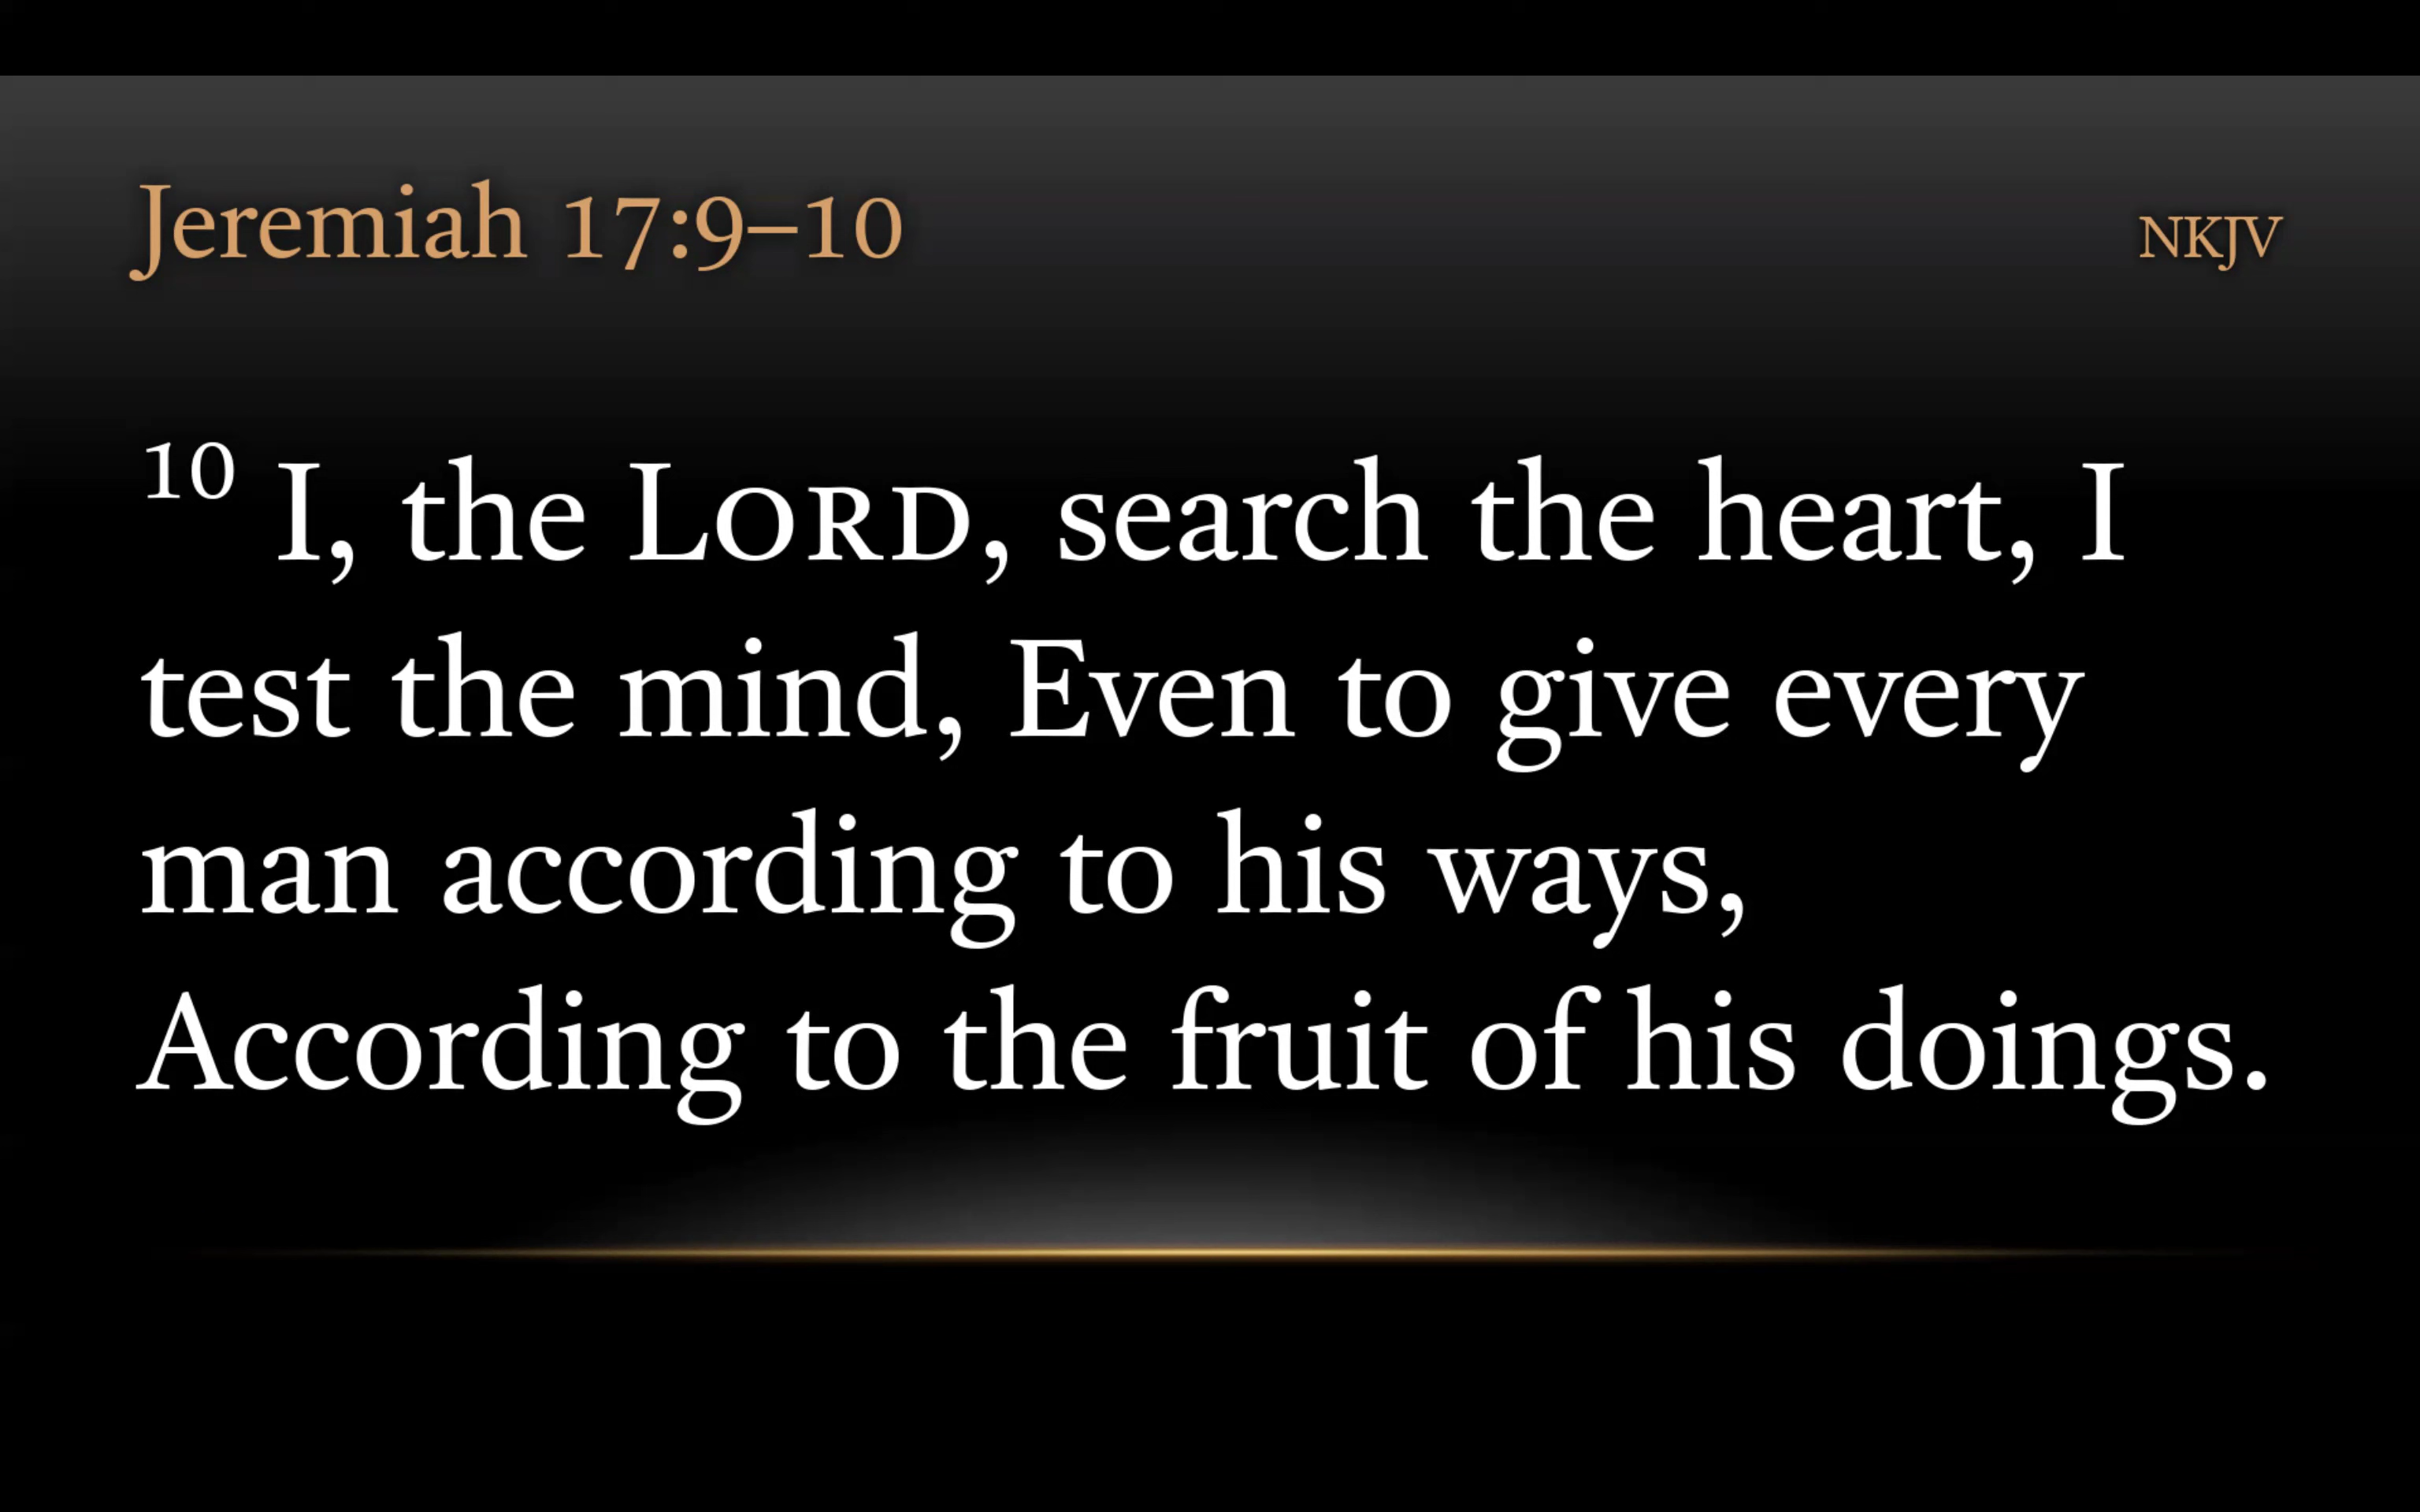 Jeremiah 17:9–10
NKJV
¹⁰ I, the LORD, search the heart, I
test the mind, Even to give every
man according to his ways,
According to the fruit of his doings.